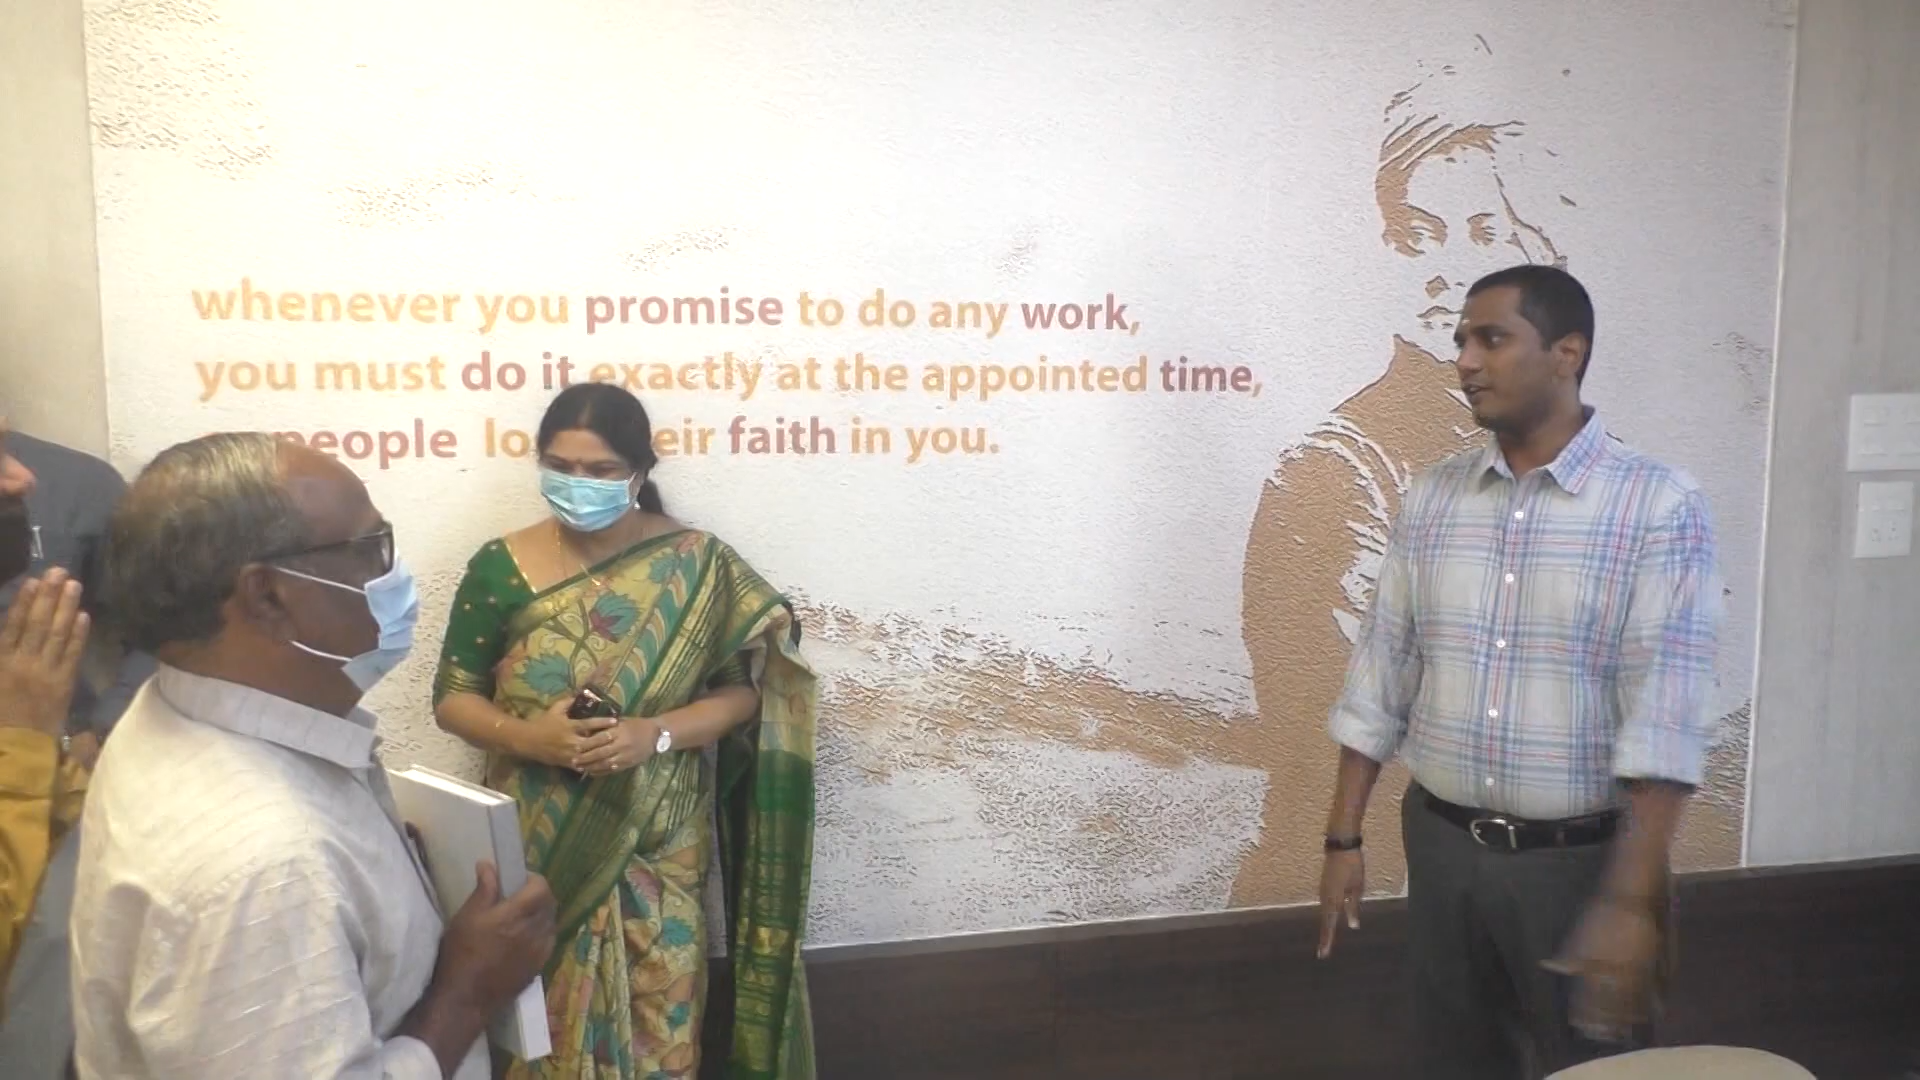 whenever you promise to do any work,
you must do it exactly at the appointed time,
people faith in you.